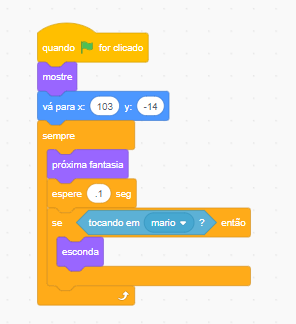 quando for clicado
mostre
vá para x: 103 y: -14
sempre
próxima fantasia
espere .1 seg
se tocando em mario ? então
esconda